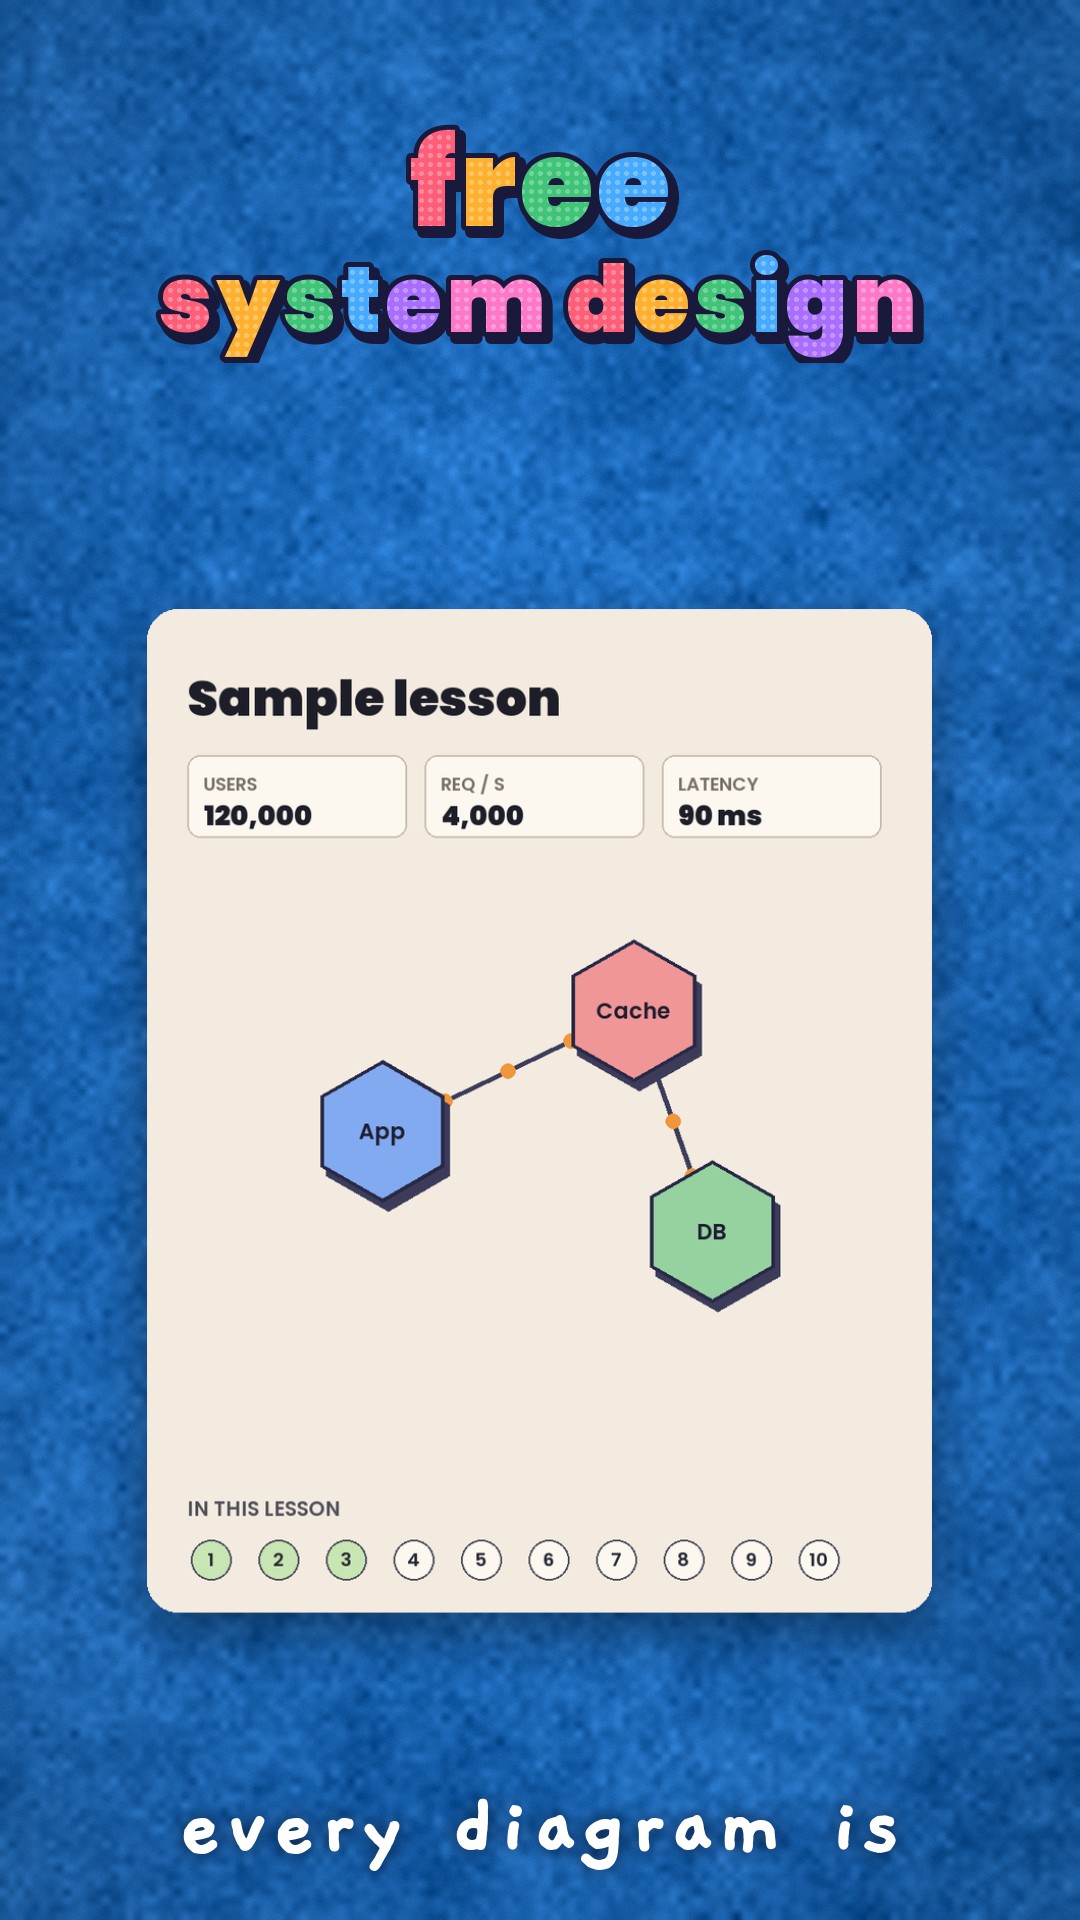 free
system design
Sample lesson
USERS
120,000
REQ / S
4,000
LATENCY
90 ms
Cache
App
DB
IN THIS LESSON
1 2 3 4 5 6 7 8 9 10
every diagram is